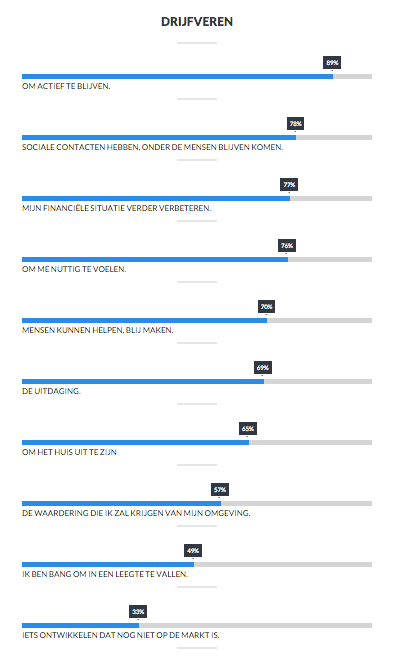 DRIJFVEREN
89%
OM ACTIEF TE BLIJVEN.
78%
SOCIALE CONTACTEN HEBBEN, ONDER DE MENSEN BLIJVEN KOMEN.
77%
MIJN FINANCIËLE SITUATIE VERDER VERBETEREN.
76%
OM ME NUTTIG TE VOELEN.
70%
MENSEN KUNNEN HELPEN, BLIJ MAKEN.
69%
DE UITDAGING.
65%
OM HET HUIS UIT TE ZIJN
57%
DE WAARDERING DIE IK ZAL KRIJGEN VAN MIJN OMGEVING.
49%
IK BEN BANG OM IN EEN LEEGTE TE VALLEN.
33%
IETS ONTWIKKELEN DAT NOG NIET OP DE MARKT IS.